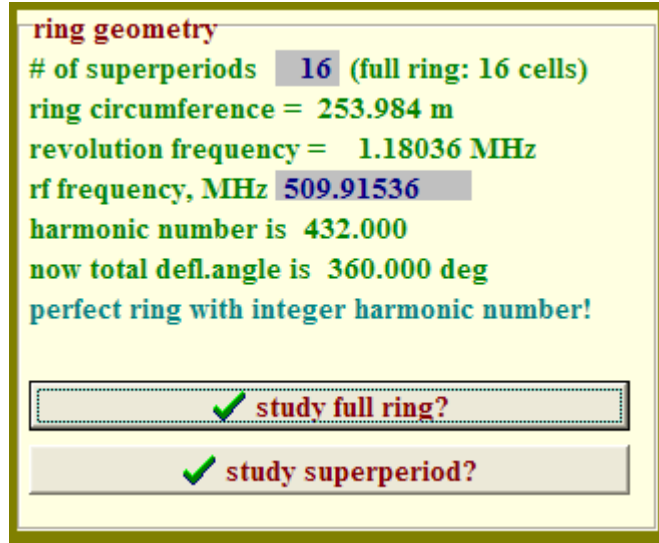 ring geometry
# of superperiods 16 (full ring: 16 cells)
ring circumference = 253.984 m
revolution frequency = 1.18036 MHz
rf frequency, MHz 509.91536
harmonic number is 432.000
now total defl.angle is 360.000 deg
perfect ring with integer harmonic number!
study full ring?
study superperiod?